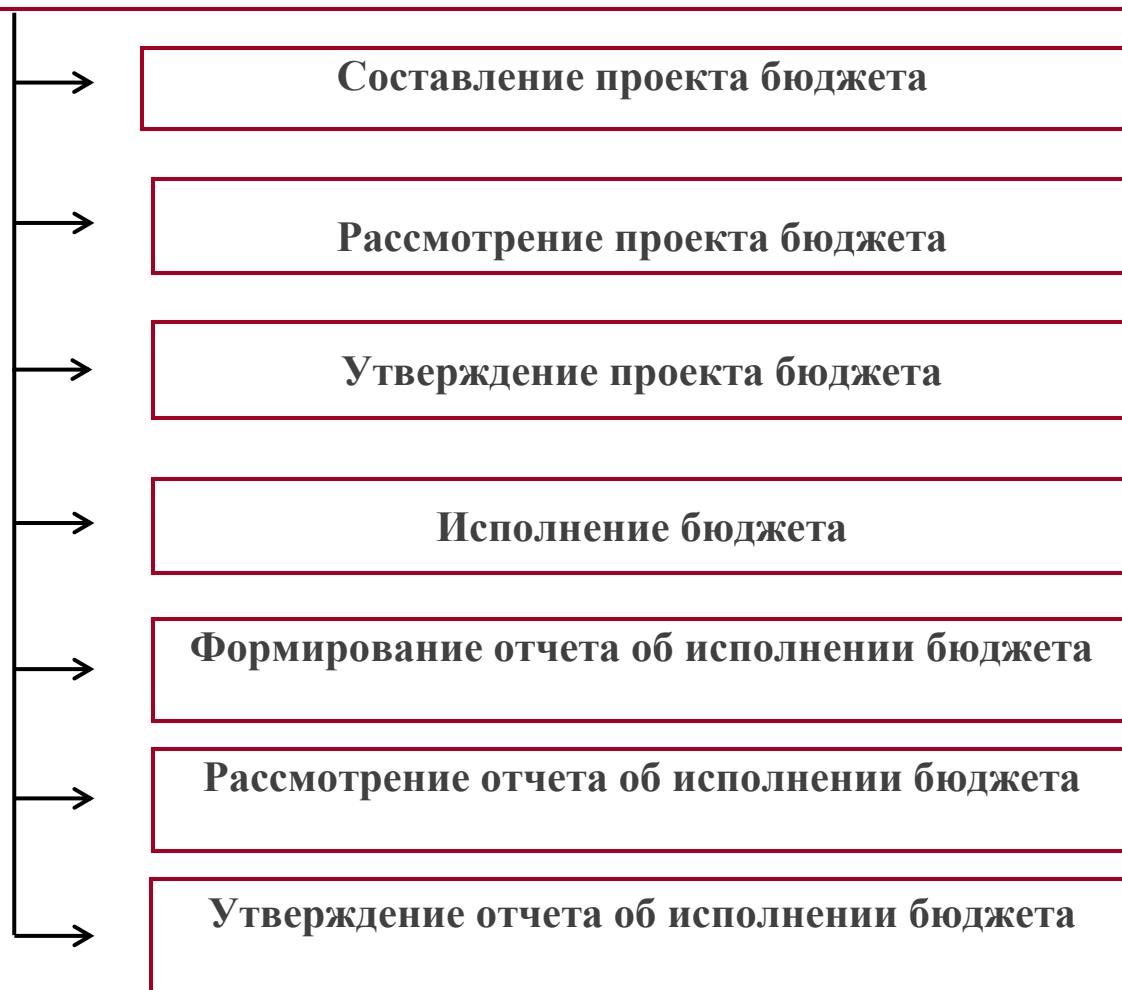 Составление проекта бюджета
Рассмотрение проекта бюджета
Утверждение проекта бюджета
Исполнение бюджета
Формирование отчета об исполнении бюджета
Рассмотрение отчета об исполнении бюджета
Утверждение отчета об исполнении бюджета